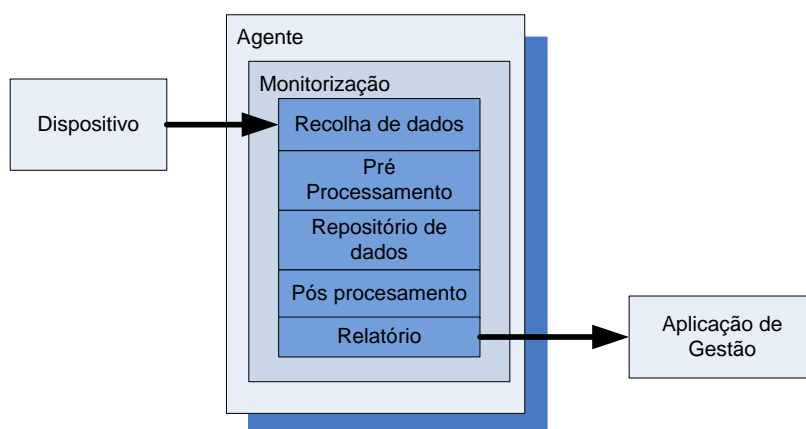 Agente
Monitorização
Dispositivo
Recolha de dados
Pré
Processamento
Repositório de
dados
Pós procesamento
Relatório
Aplicação de
Gestão